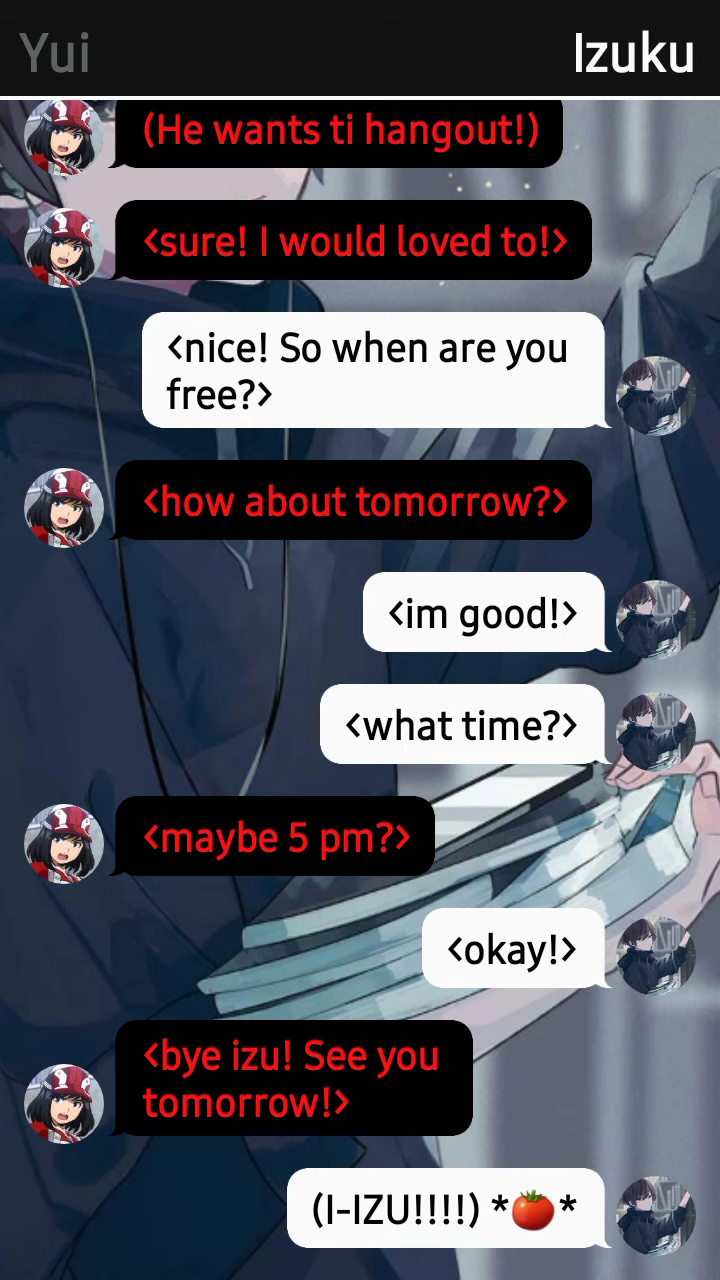 Yui
Izuku
(He wants ti hangout!)
<sure! I would loved to!>
<nice! So when are you
free?>
<how about tomorrow?>
<im good!>
<what time?>
<maybe 5 pm?>
<okay!>
<bye izu! See you
tomorrow!>
(I-IZU!!!!) *🍅*